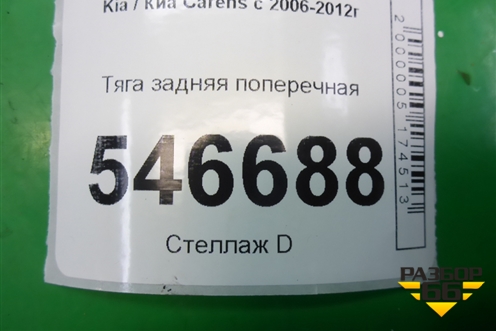 Kia / Киа Carens с 2006-2012г
Тяга задняя поперечная
546688
Стеллаж D
2000005174513
РАЗБОР
66